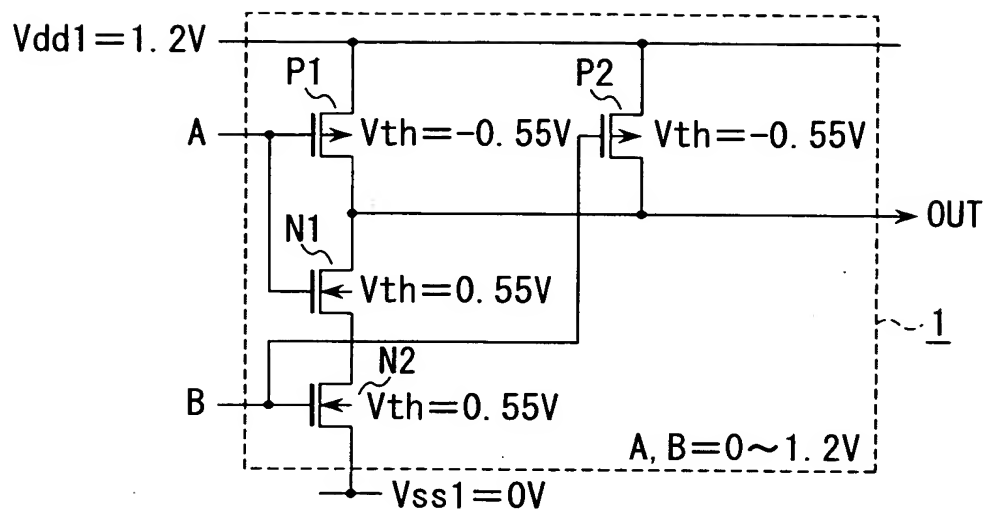 Vdd1=1.2V
P1
P2
A
Vth=-0.55V
Vth=-0.55V
OUT
N1
Vth=0.55V
1
N2
B
Vth=0.55V
A, B=0~1.2V
Vss1=0V